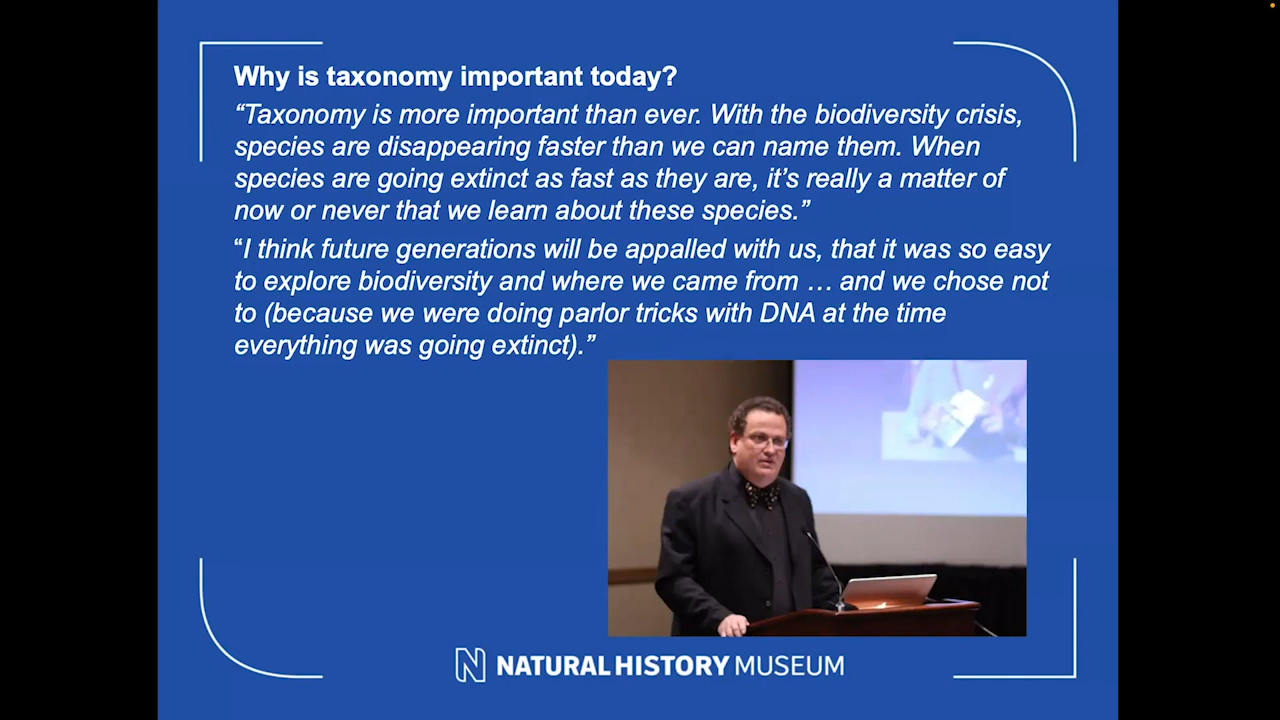 Why is taxonomy important today?
“Taxonomy is more important than ever. With the biodiversity crisis,
species are disappearing faster than we can name them. When
species are going extinct as fast as they are, it’s really a matter of
now or never that we learn about these species.”
“I think future generations will be appalled with us, that it was so easy
to explore biodiversity and where we came from … and we chose not
to (because we were doing parlor tricks with DNA at the time
everything was going extinct).”
N NATURAL HISTORY MUSEUM